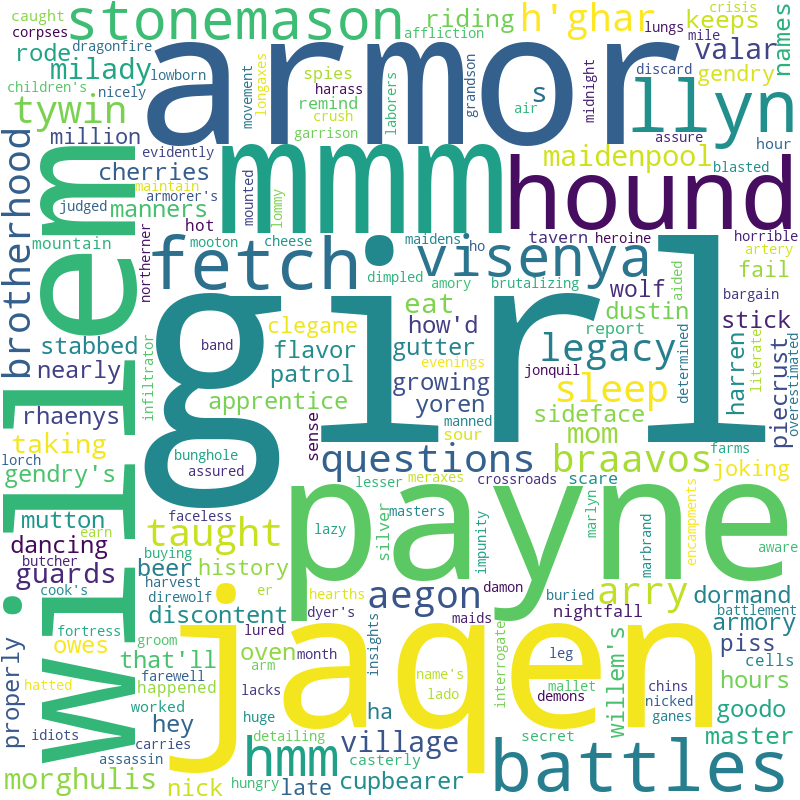 caught
stonemason
h'ghar
crisis
corpses
dragonfire
affliction
riding
keeps
names
rode
armor
valar
milady
lowborn
spies
harass
lungs
mile
children's
nicely
movement
longaxes
remind
laborers
grandson
midnight
discard
gendry
tywin
crush
air
s
llyn
hour
million
garrison
assure
evidently
mmm
maidenpool
blasted
brotherhood
willem
cherries
hound
maintain
armorer's
mounted
lommy
judged
manners
hot
northerner
mooton
cheese
maidens
ho
tavern
heroine
horrible
mountain
fetch
visenya
artery
girl
dimpled
amory
brutalizing
wolf
aided
fail
bargain
stabbed
clegane
eat
how'd
dustin
stick
report
band
flavor
gutter
legacy
determined
harren
literate
overestimated
piecrust
nearly
infiltrator
patrol
evenings
jonquil
growing
sleep
rhaenys
apprentice
yoren
sideface
taking
sense
sour
manned
mom
lorch
bunghole
questions
braavos
farms
gendry's
assured
lesser
meraxes
crossroads
scare
joking
mutton
earn
faceless
payne
silver
masters
impunity
marlyn
marbrand
encampments
dancing
taught
lazy
aware
butcher
buying
beer
history
guards
cook's
harvest
er
hearths
damon
buried
arry
dormand
direwolf
dyer's
aegon
maids
nightfall
battlement
fortress
discontent
armory
owes
groom
lured
jaqen
insights
interrogate
willem's
piss
properly
that'll
oven
month
name's
leg
cells
hatted
farewell
arm
happened
lacks
lado
mallet
chins
hours
worked
demons
nicked
hey
huge
ha
ganes
goodo
idiots
assassin
hmm
detailing
village
secret
master
carries
casterly
morghulis
nick
hungry
late
cupbearer
battles